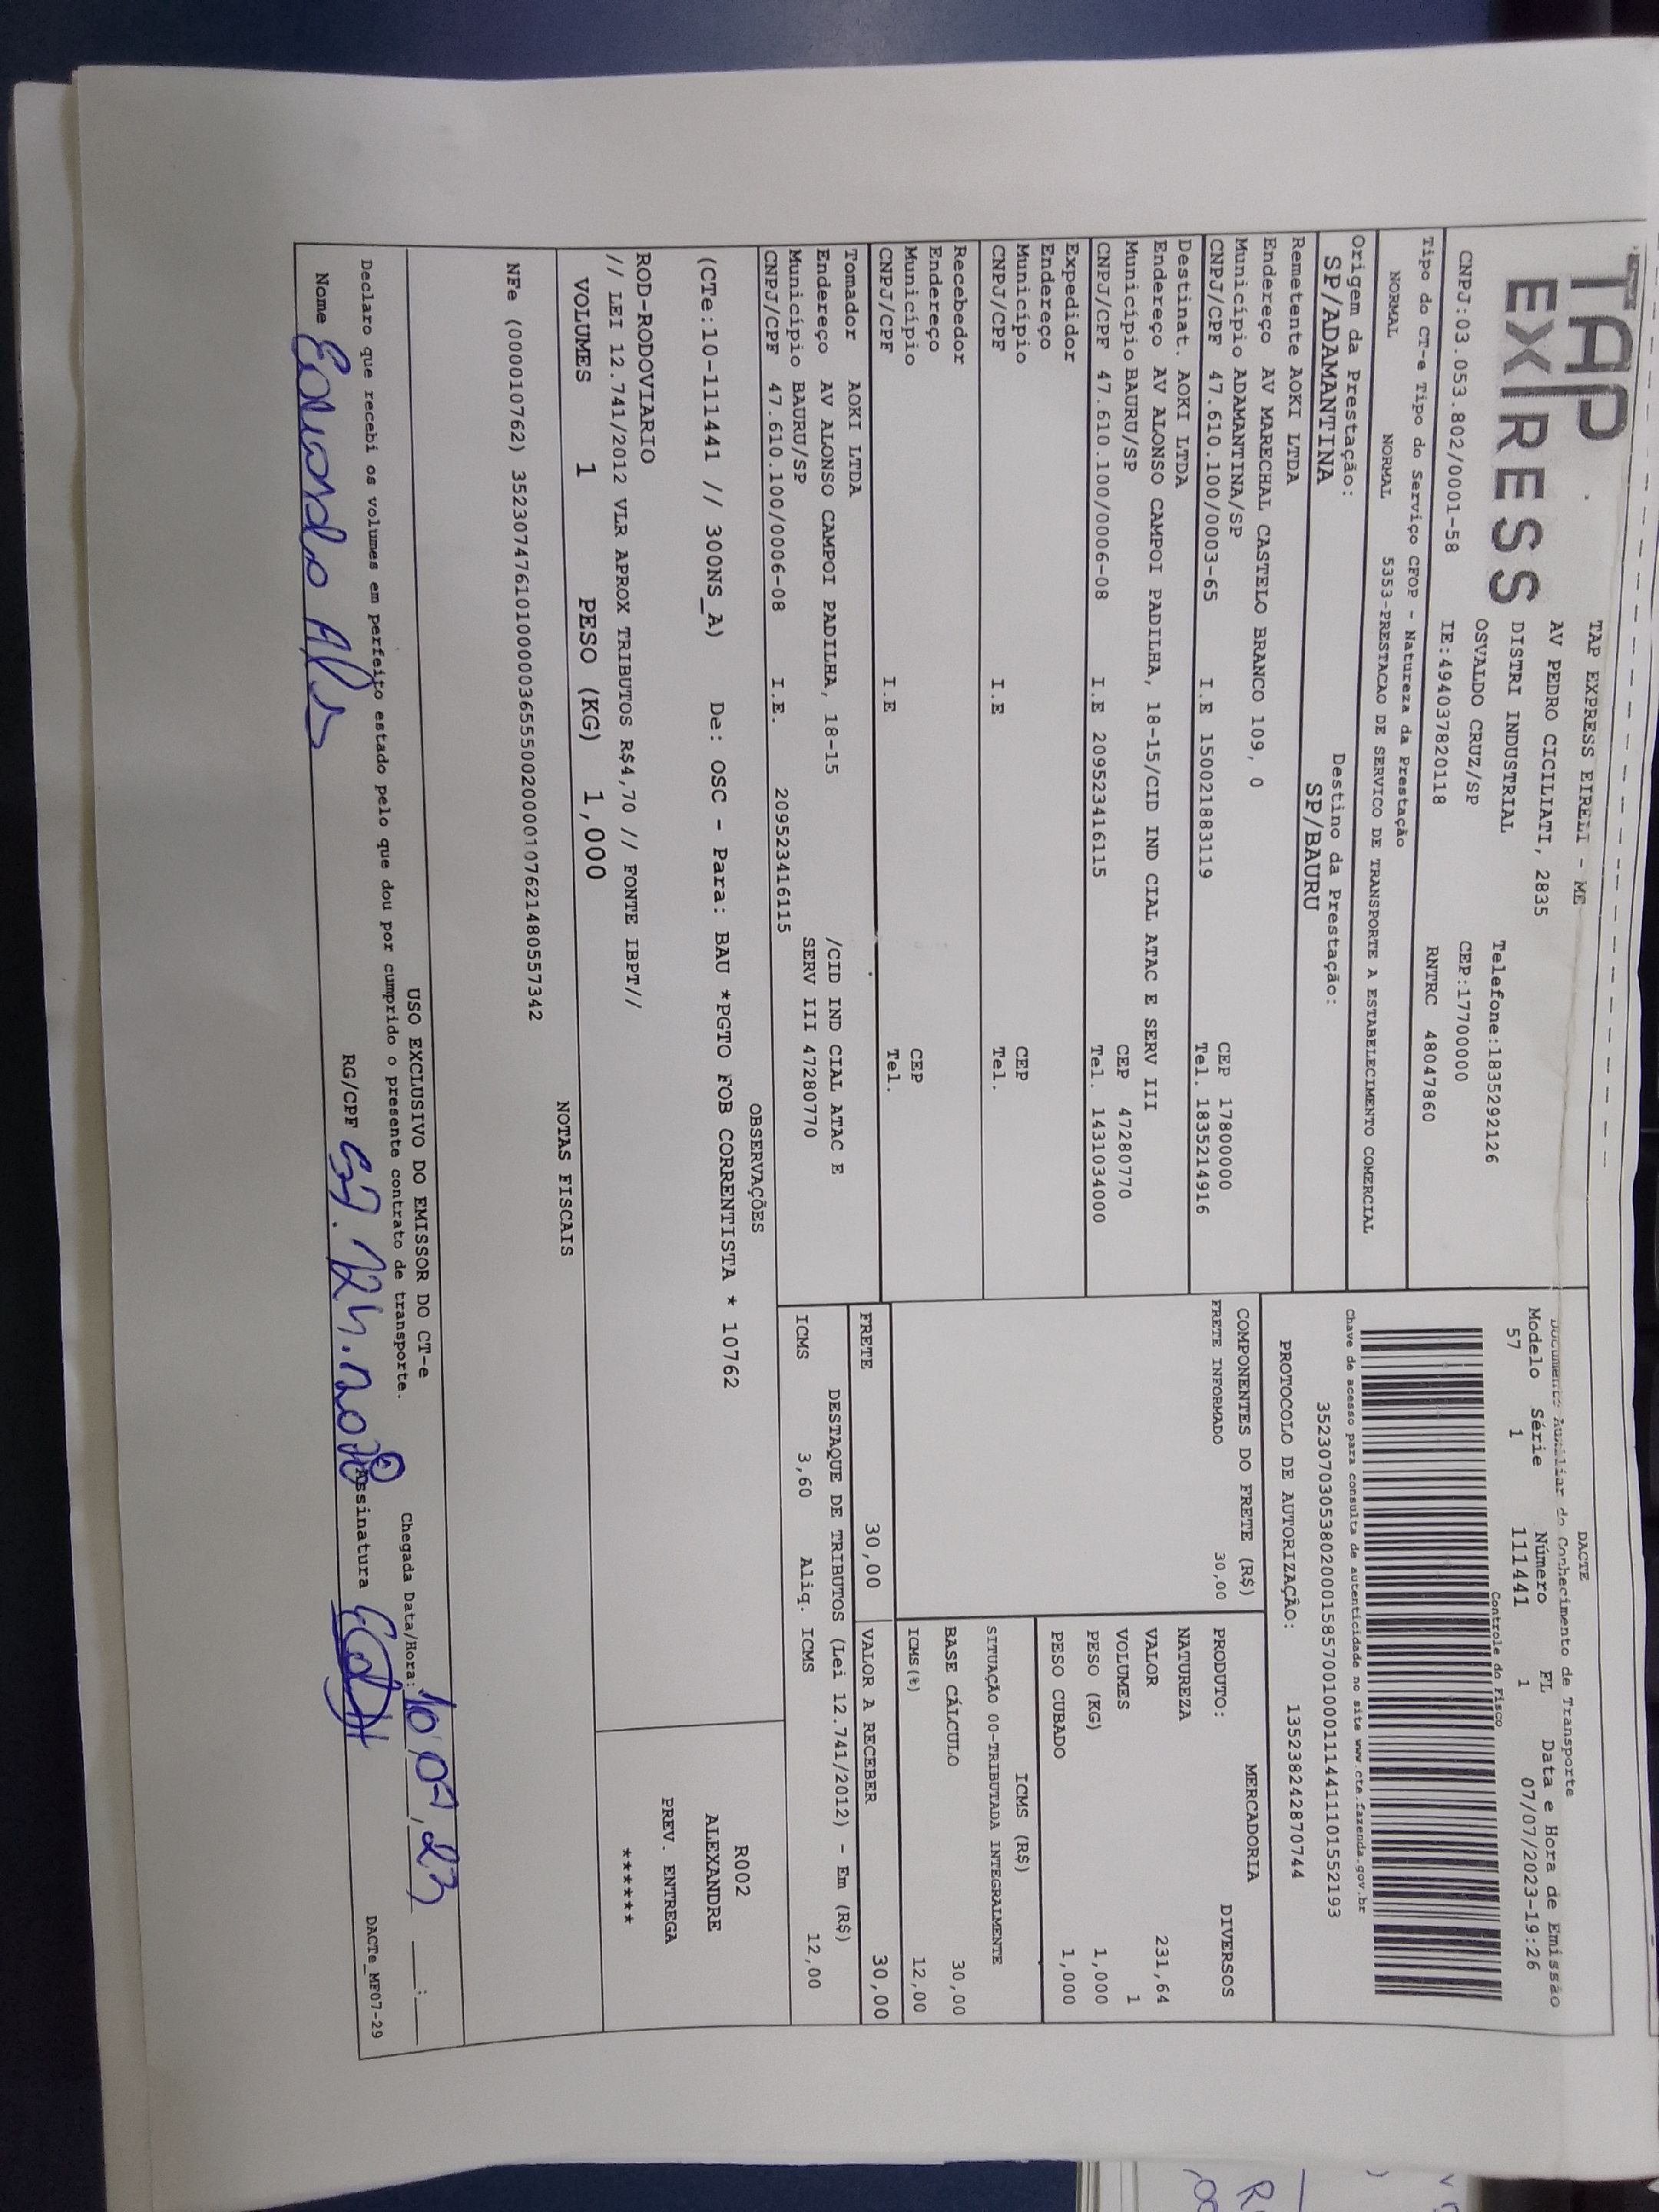 TAP
EXPRESS
TAP EXPRESS EIRELI - ME
AV PEDRO CICILIATI, 2835
DISTRI INDUSTRIAL
Telefone:1835292126
OSVALDO CRUZ/SP
CEP:17700000
CNPJ:03.053.802/0001-58
IE:494037820118
RNTRC 48047860
DACTE
Documento Auxiliar do Conhecimento de Transporte
Modelo Série Número FL Data e Hora de Emissão
57 1 111441 1 07/07/2023-19:26
Controle do Fisco
Tipo do CT-e Tipo do Serviço CFOP - Natureza da Prestação
NORMAL NORMAL 5353-PRESTACAO DE SERVICO DE TRANSPORTE A ESTABELECIMENTO COMERCIAL
Chave de acesso para consulta de autenticidade no site www.cte.fazenda.gov.br
35230703053802000158570010001114411101552193
Origem da Prestação: Destino da Prestação:
SP/ADAMANTINA SP/BAURU
PROTOCOLO DE AUTORIZAÇÃO: 135238242870744
Remetente AOKI LTDA
Endereço AV MARECHAL CASTELO BRANCO 109, 0
Município ADAMANTINA/SP CEP 17800000
CNPJ/CPF 47.610.100/0003-65 I.E 150021883119 Tel. 1835214916
Destinat. AOKI LTDA
Endereço AV ALONSO CAMPOI PADILHA, 18-15/CID IND CIAL ATAC E SERV III
Município BAURU/SP CEP 47280770
CNPJ/CPF 47.610.100/0006-08 I.E 209523416115 Tel. 1431034000
Expedidor
Endereço
Município CEP
CNPJ/CPF I.E Tel.
Recebedor
Endereço
Município CEP
CNPJ/CPF I.E Tel.
Tomador AOKI LTDA
Endereço AV ALONSO CAMPOI PADILHA, 18-15 /CID IND CIAL ATAC E
Município BAURU/SP SERV III 47280770
CNPJ/CPF 47.610.100/0006-08 I.E. 209523416115
COMPONENTES DO FRETE (R$)
FRETE INFORMADO 30,00
MERCADORIA
PRODUTO: DIVERSOS
NATUREZA
VALOR 231,64
VOLUMES 1
PESO (KG) 1,000
PESO CUBADO 1,000
ICMS (R$)
SITUAÇÃO 00-TRIBUTADA INTEGRALMENTE
BASE CÁLCULO 30,00
ICMS(%) 12,00
FRETE 30,00 VALOR A RECEBER 30,00
DESTAQUE DE TRIBUTOS (Lei 12.741/2012) - Em (R$)
ICMS 3,60 Aliq. ICMS 12,00
OBSERVAÇÕES
(CTe:10-111441 // 300NS_A) De: OSC - Para: BAU *PGTO FOB CORRENTISTA * 10762
R002
ALEXANDRE
PREV. ENTREGA
******
ROD-RODOVIARIO
// LEI 12.741/2012 VLR APROX TRIBUTOS R$4,70 // FONTE IBPT//
VOLUMES 1 PESO (KG) 1,000
NOTAS FISCAIS
NFe (000010762) 35230747610100000365550020000107621480557342
USO EXCLUSIVO DO EMISSOR DO CT-e
Declaro que recebi os volumes em perfeito estado pelo que dou por cumprido o presente contrato de transporte.
Chegada Data/Hora: 10 07,23 :
Nome Eduardo RG/CPF Assinatura
DACTe_MF07-29